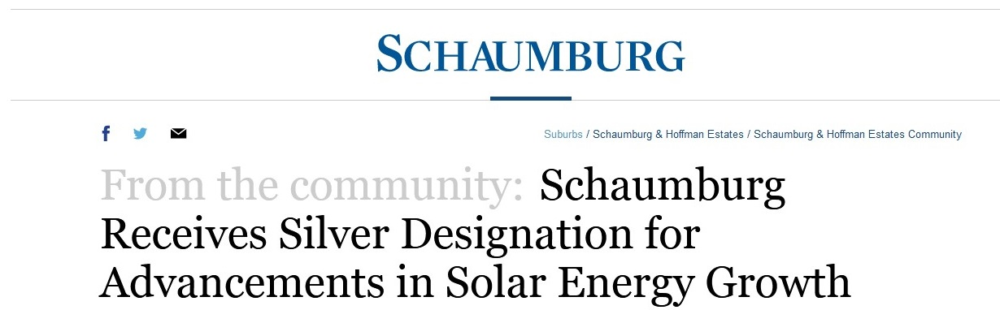 SCHAUMBURG
Suburbs / Schaumburg & Hoffman Estates / Schaumburg & Hoffman Estates Community
From the community: Schaumburg
Receives Silver Designation for
Advancements in Solar Energy Growth